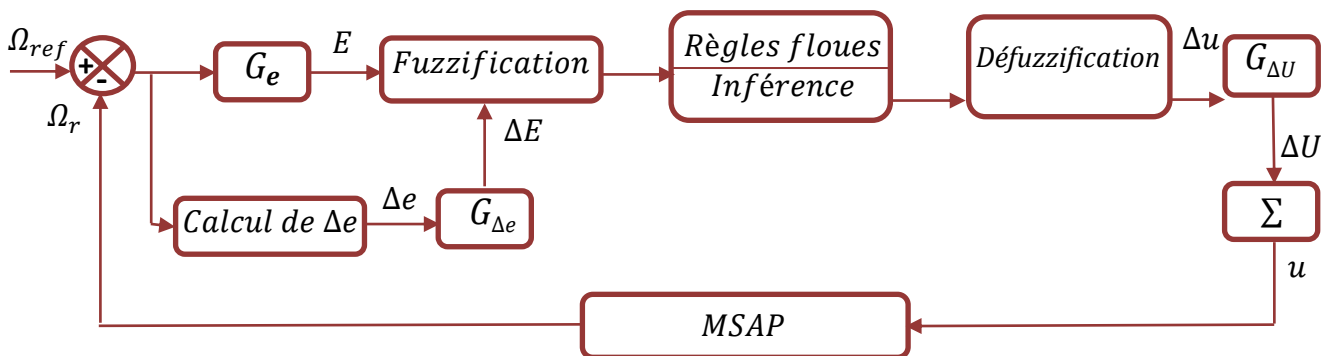 Ω_ref
+
-
Ω_r
G_e
E
Fuzzification
ΔE
Calcul de Δe
Δe
G_Δe
Règles floues
Inférence
Défuzzification
Δu
G_ΔU
ΔU
Σ
u
MSAP